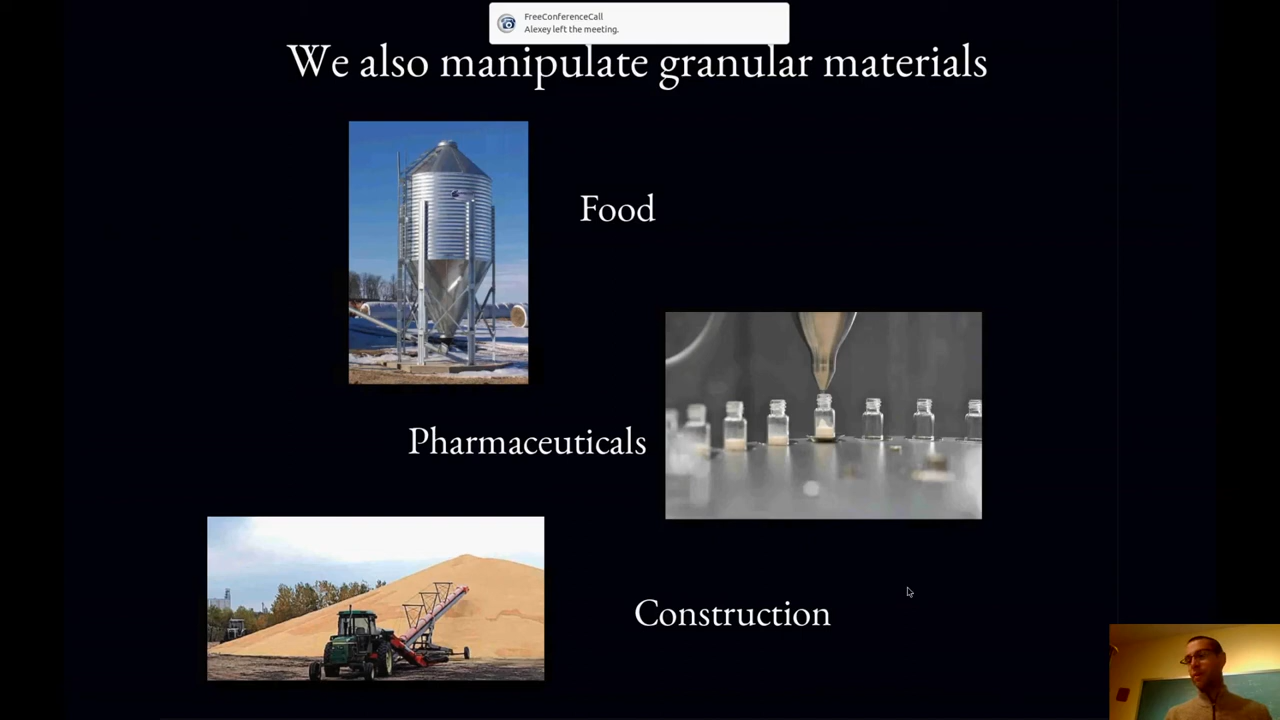 FreeConferenceCall
Alexey left the meeting.
We also manipulate granular materials
Food
Pharmaceuticals
Construction